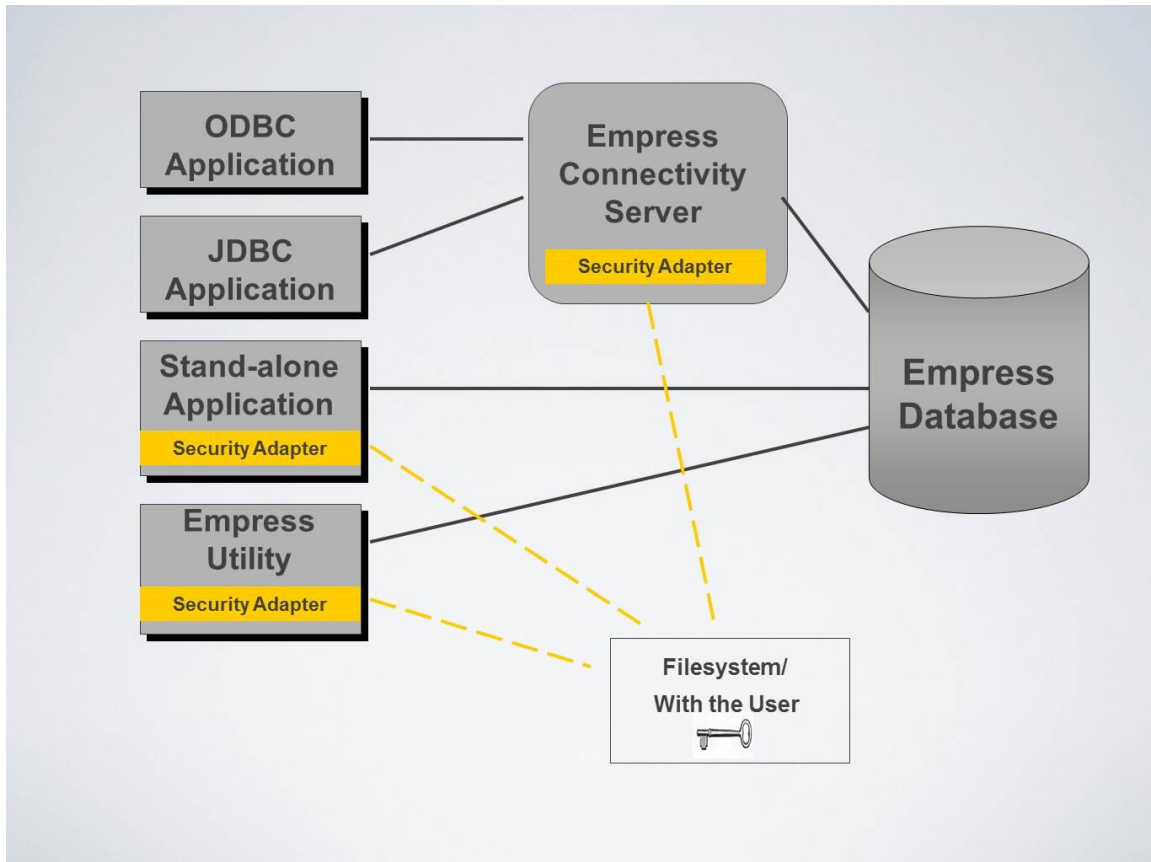 ODBC
Application
JDBC
Application
Stand-alone
Application
Security Adapter
Empress
Utility
Security Adapter
Empress
Connectivity
Server
Security Adapter
Empress
Database
Filesystem/
With the User